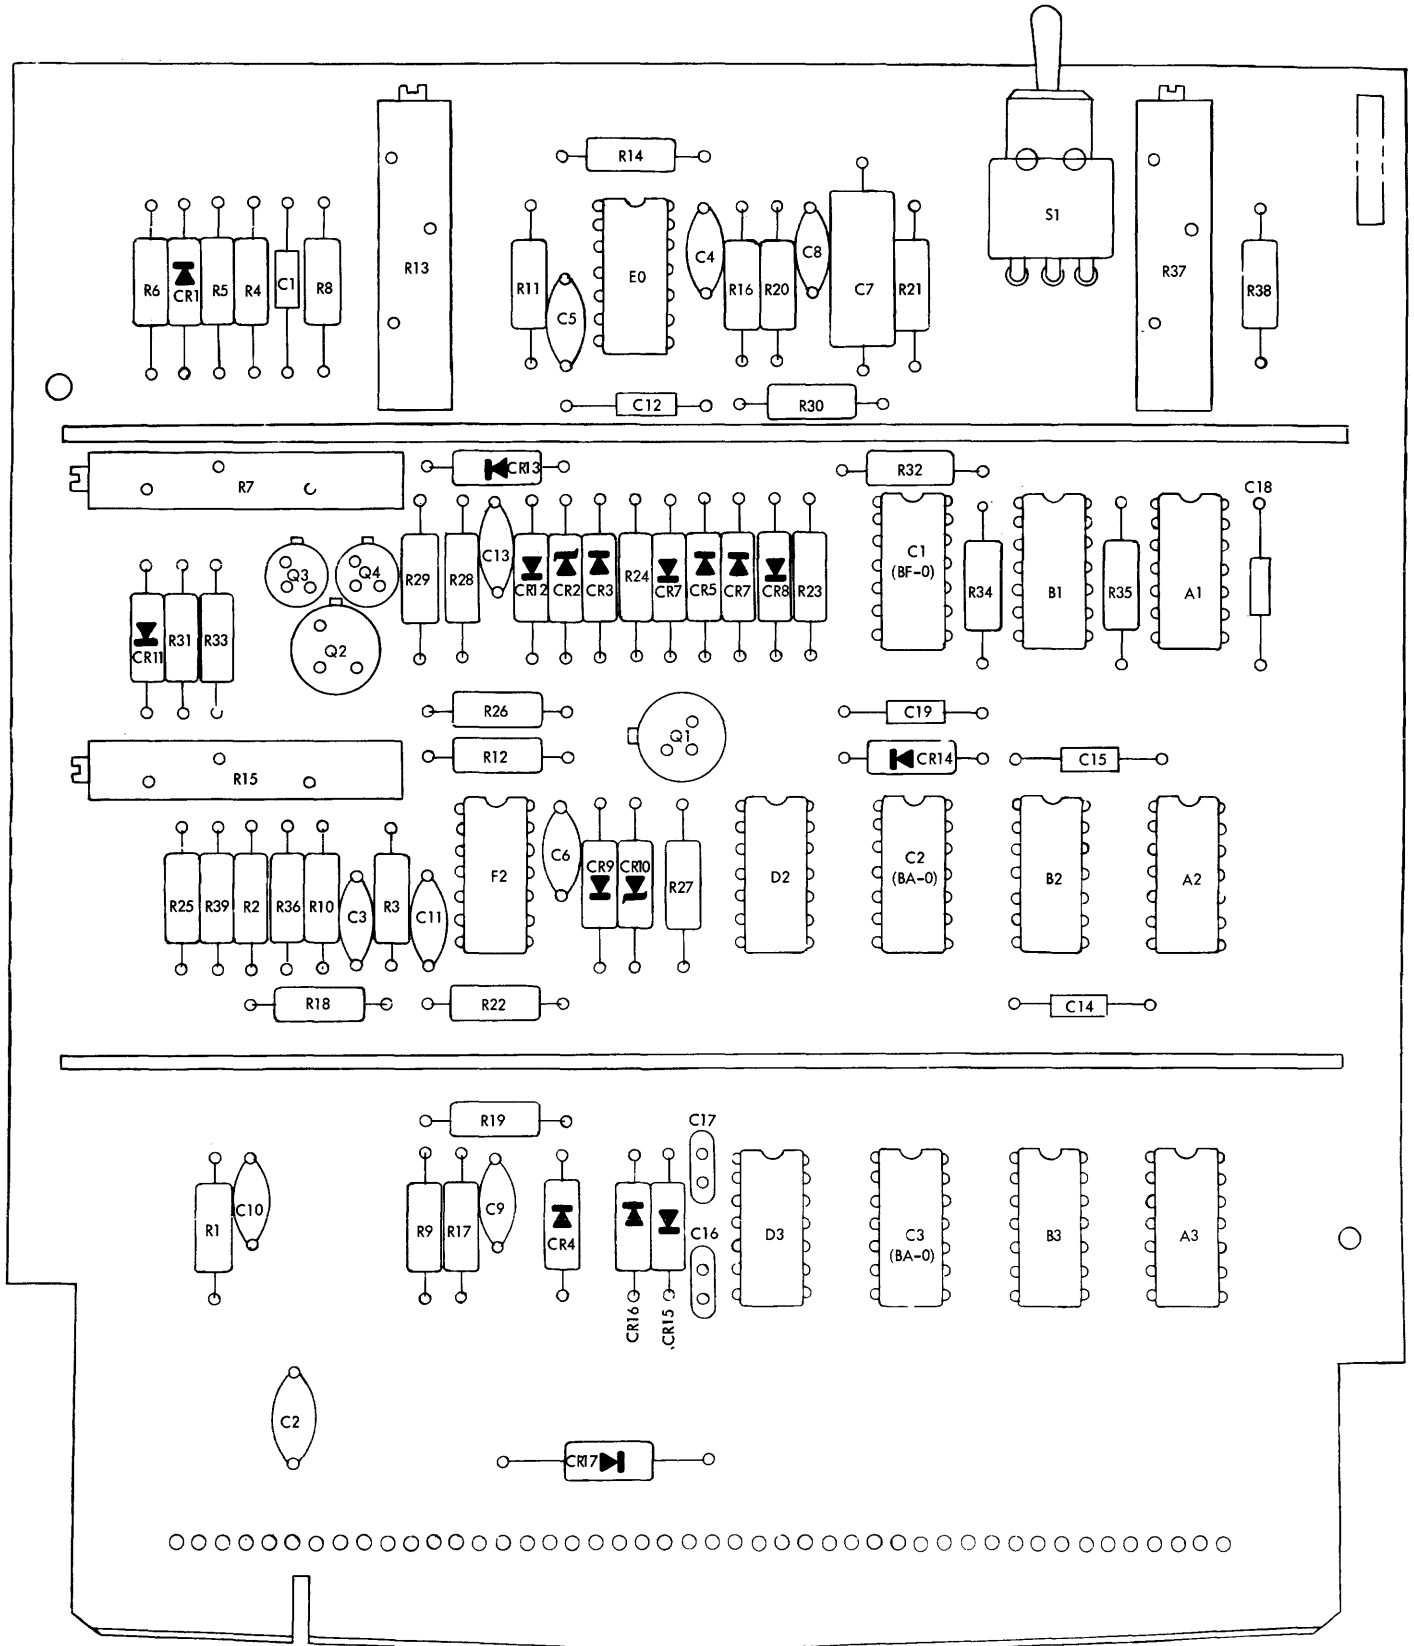 R14
S1
R6
CR1
R5
R4
C1
R8
R13
R11
C5
E0
C4
R16
R20
C8
C7
R21
R37
R38
C12
R30
R7
CR13
R32
C18
Q3
Q4
R29
R28
C13
CR12
CR2
CR3
R24
CR7
CR5
CR7
CR8
R23
C1
(BF-0)
R34
B1
R35
A1
CR11
R31
R33
Q2
R26
Q1
C19
R12
CR14
C15
R15
R25
R39
R2
R36
R10
C3
R3
C11
F2
C6
CR9
CR10
R27
D2
C2
(BA-0)
B2
A2
R18
R22
C14
R19
C17
R1
C10
R9
R17
C9
CR4
C16
D3
C3
(BA-0)
B3
A3
CR16
CR15
C2
CR17